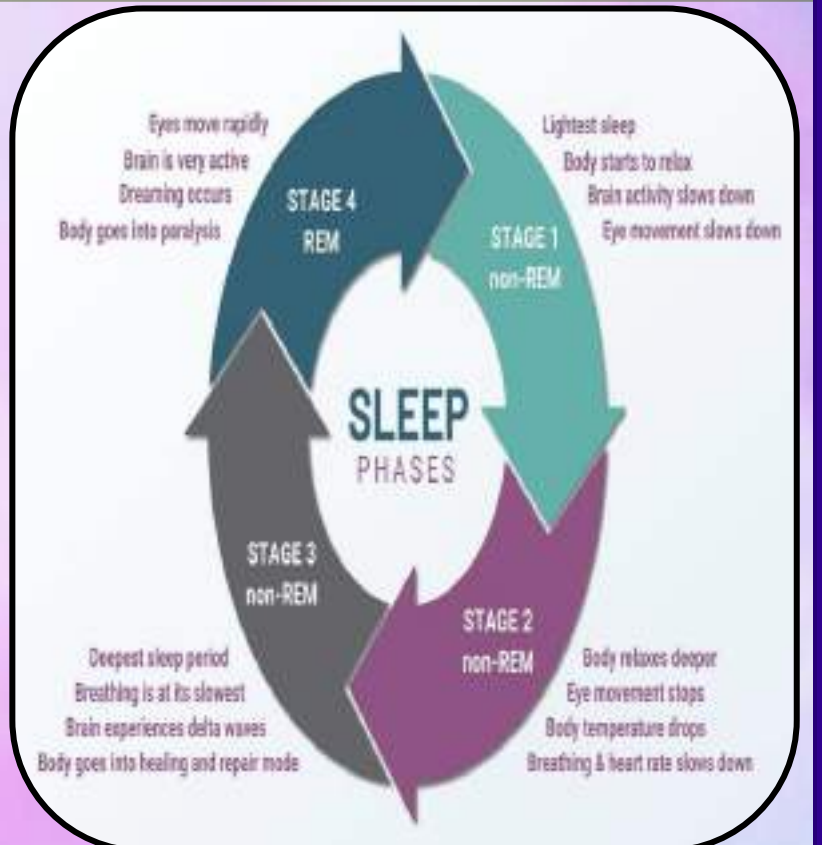 SLEEP
PHASES
STAGE 1
non-REM
Lightest sleep
Body starts to relax
Brain activity slows down
Eye movement slows down
STAGE 2
non-REM
Body relaxes deeper
Eye movement stops
Body temperature drops
Breathing & heart rate slows down
STAGE 3
non-REM
Deepest sleep period
Breathing is at its slowest
Brain experiences delta waves
Body goes into healing and repair mode
STAGE 4
REM
Eyes move rapidly
Brain is very active
Dreaming occurs
Body goes into paralysis